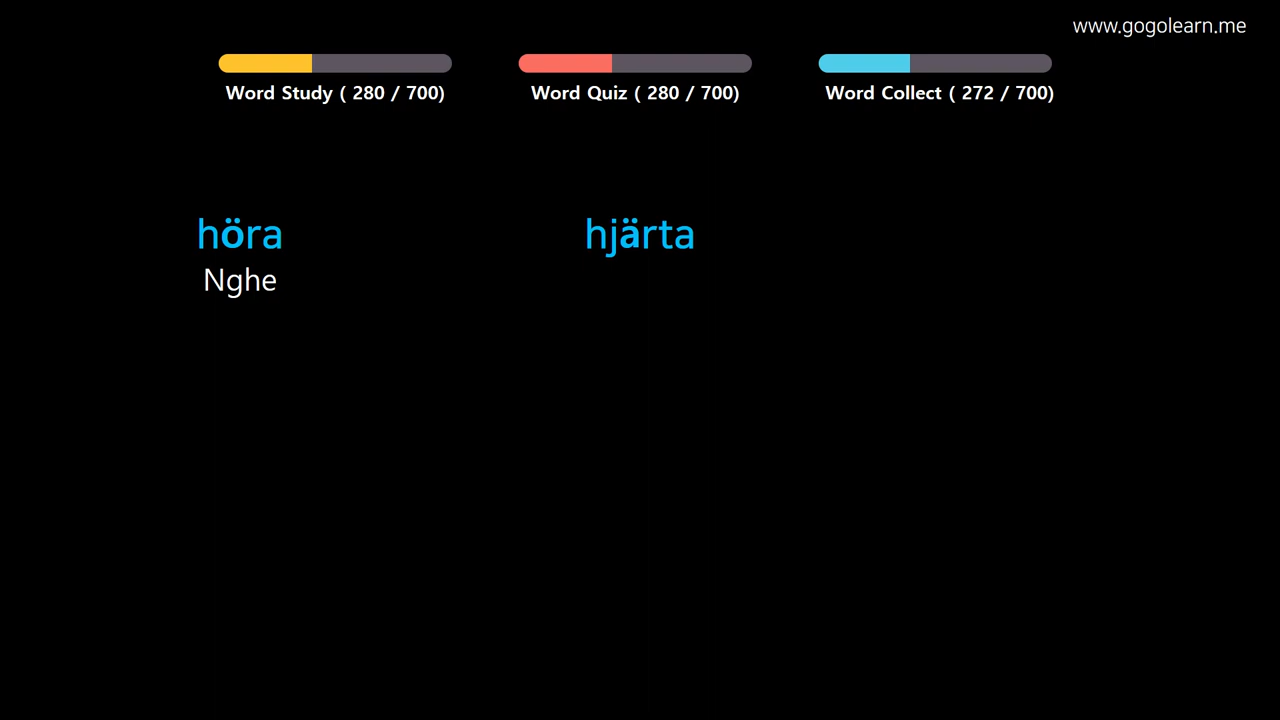 www.gogolearn.me
Word Study ( 280 / 700)
Word Quiz ( 280 / 700)
Word Collect ( 272 / 700)
höra
hjärta
Nghe